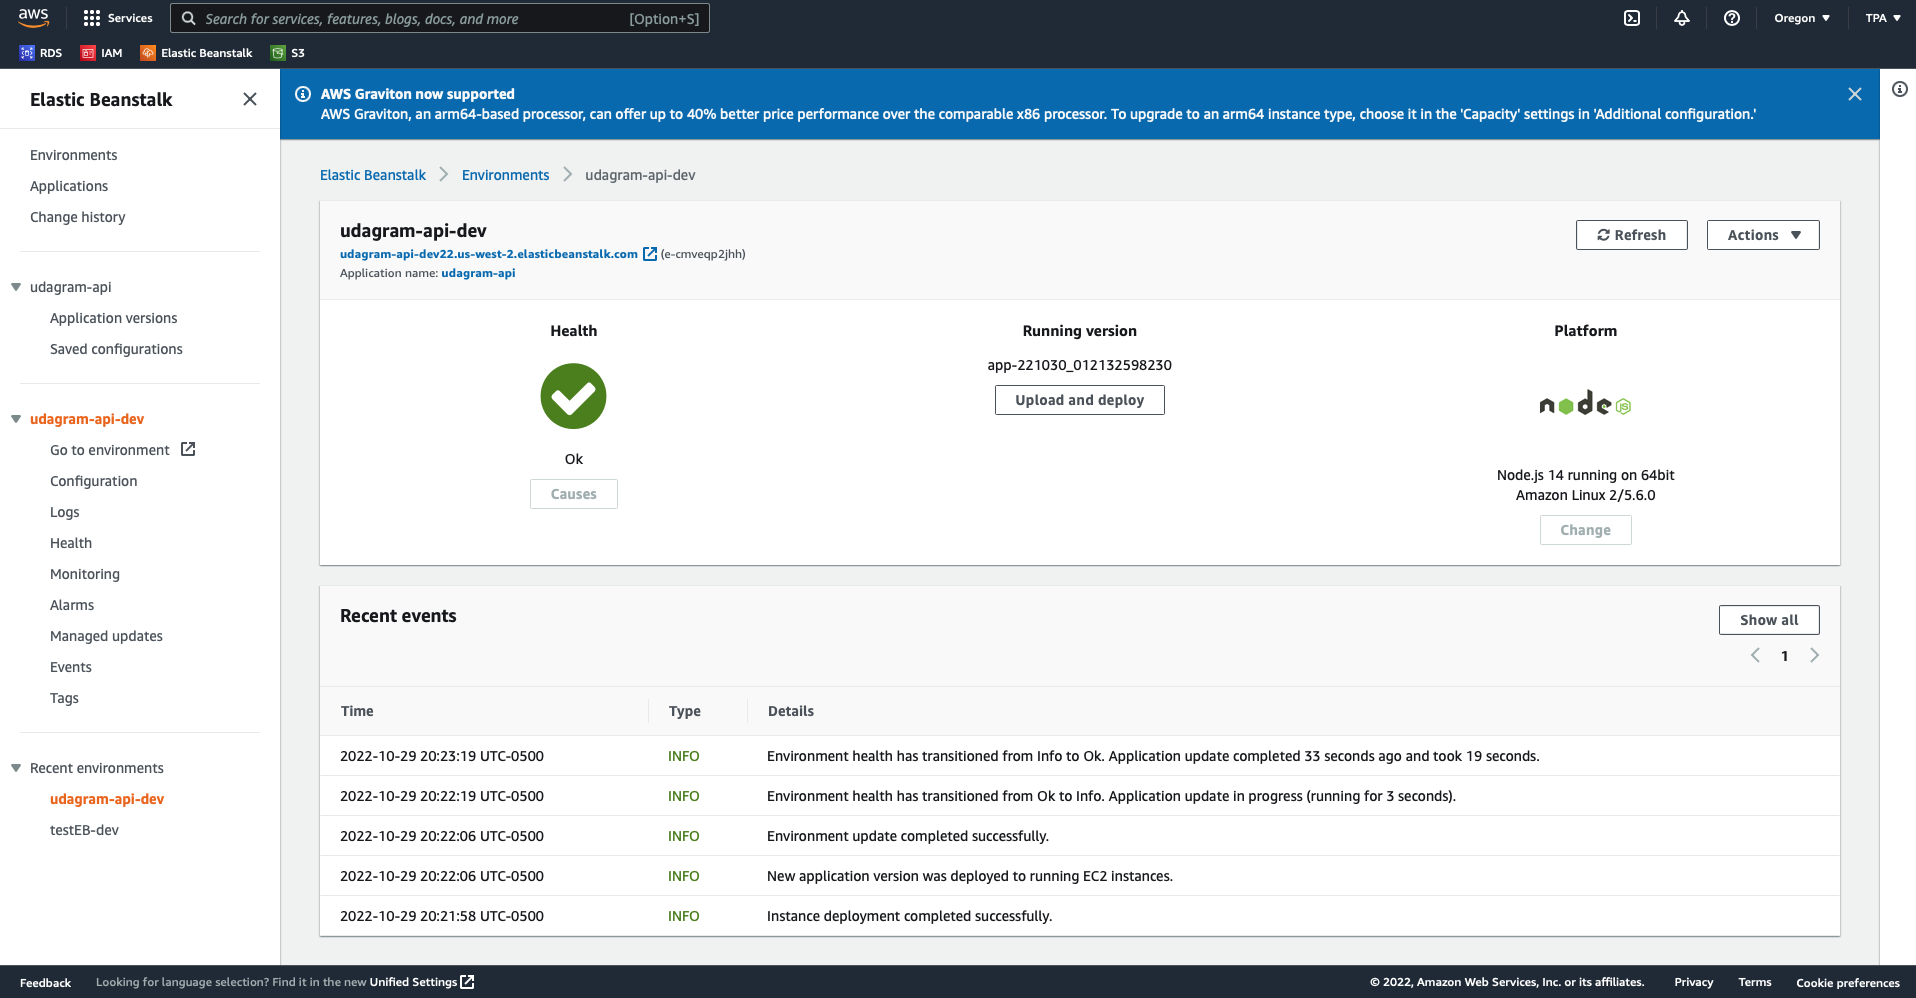 aws
Services
Search for services, features, blogs, docs, and more
[Option+S]
Oregon ▼
TPA ▼
RDS
IAM
Elastic Beanstalk
S3
Elastic Beanstalk
Environments
Applications
Change history
udagram-api
Application versions
Saved configurations
udagram-api-dev
Go to environment
Configuration
Logs
Health
Monitoring
Alarms
Managed updates
Events
Tags
Recent environments
udagram-api-dev
testEB-dev
AWS Graviton now supported
AWS Graviton, an arm64-based processor, can offer up to 40% better price performance over the comparable x86 processor. To upgrade to an arm64 instance type, choose it in the 'Capacity' settings in 'Additional configuration.'
Elastic Beanstalk > Environments > udagram-api-dev
udagram-api-dev
udagram-api-dev22.us-west-2.elasticbeanstalk.com (e-cmveqp2jhh)
Application name: udagram-api
Refresh
Actions ▼
Health
Ok
Causes
Running version
app-221030_012132598230
Upload and deploy
Platform
node JS
Node.js 14 running on 64bit
Amazon Linux 2/5.6.0
Change
Recent events
Show all
< 1 >
Time Type Details
2022-10-29 20:23:19 UTC-0500 INFO Environment health has transitioned from Info to Ok. Application update completed 33 seconds ago and took 19 seconds.
2022-10-29 20:22:19 UTC-0500 INFO Environment health has transitioned from Ok to Info. Application update in progress (running for 3 seconds).
2022-10-29 20:22:06 UTC-0500 INFO Environment update completed successfully.
2022-10-29 20:22:06 UTC-0500 INFO New application version was deployed to running EC2 instances.
2022-10-29 20:21:58 UTC-0500 INFO Instance deployment completed successfully.
Feedback
Looking for language selection? Find it in the new Unified Settings
© 2022, Amazon Web Services, Inc. or its affiliates.
Privacy
Terms
Cookie preferences